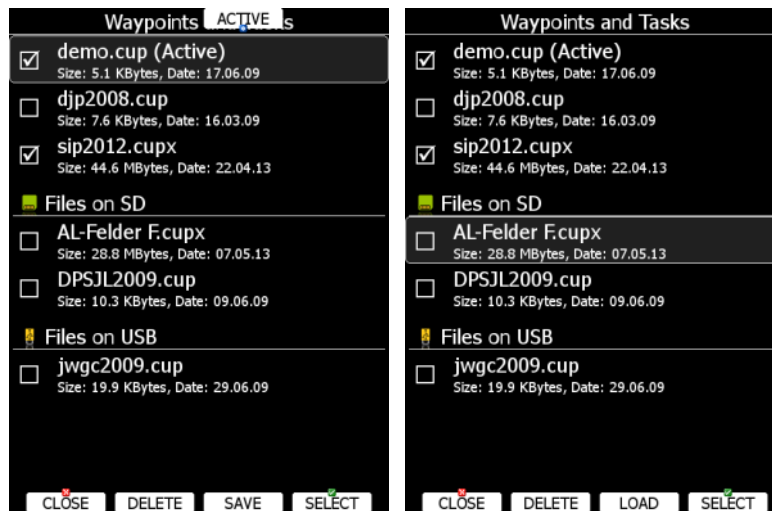 Waypoints s
ACTIVE
demo.cup (Active)
Size: 5.1 KBytes, Date: 17.06.09
djp2008.cup
Size: 7.6 KBytes, Date: 16.03.09
sip2012.cupx
Size: 44.6 MBytes, Date: 22.04.13
Files on SD
AL-Felder F.cupx
Size: 28.8 MBytes, Date: 07.05.13
DPSJL2009.cup
Size: 10.3 KBytes, Date: 09.06.09
Files on USB
jwgc2009.cup
Size: 19.9 KBytes, Date: 29.06.09
CLOSE DELETE SAVE SELECT
Waypoints and Tasks
demo.cup (Active)
Size: 5.1 KBytes, Date: 17.06.09
djp2008.cup
Size: 7.6 KBytes, Date: 16.03.09
sip2012.cupx
Size: 44.6 MBytes, Date: 22.04.13
Files on SD
AL-Felder F.cupx
Size: 28.8 MBytes, Date: 07.05.13
DPSJL2009.cup
Size: 10.3 KBytes, Date: 09.06.09
Files on USB
jwgc2009.cup
Size: 19.9 KBytes, Date: 29.06.09
CLOSE DELETE LOAD SELECT